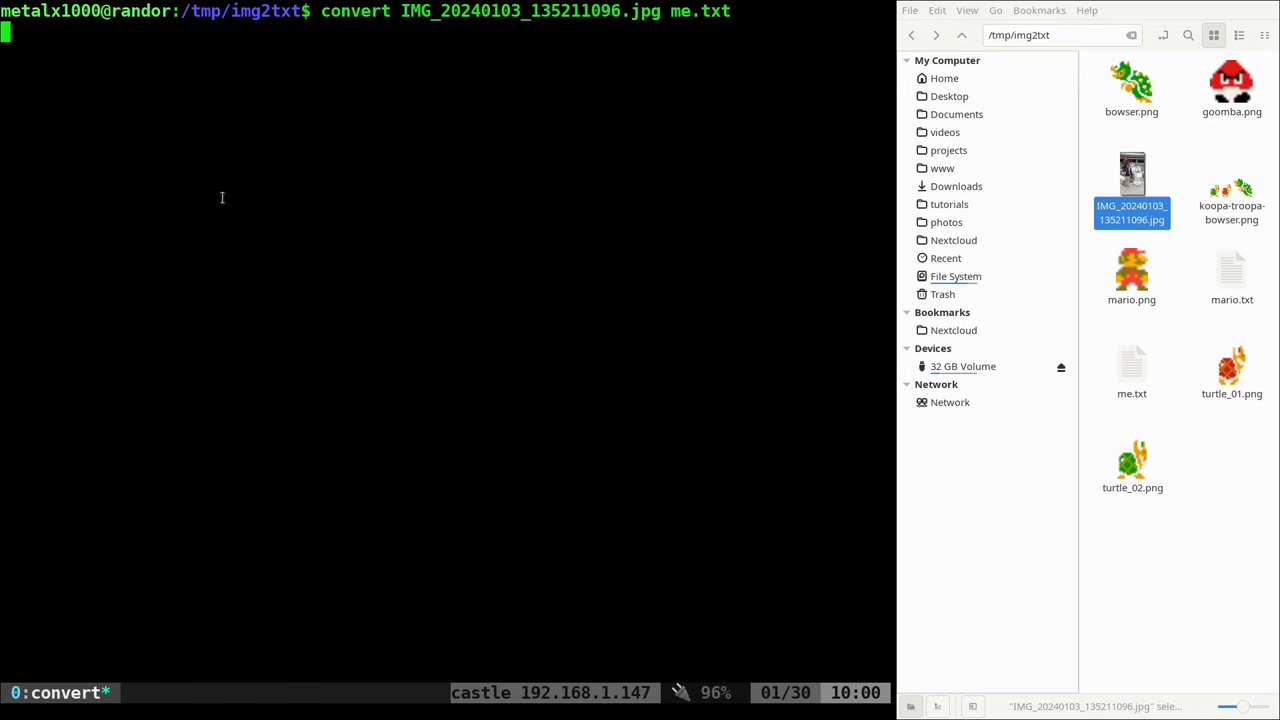 metalx1000@randor:/tmp/img2txt$ convert IMG_20240103_135211096.jpg me.txt
0:convert*
castle 192.168.1.147
96%
01/30
10:00
File Edit View Go Bookmarks Help
/tmp/img2txt
My Computer
Home
Desktop
Documents
videos
projects
www
Downloads
tutorials
photos
Nextcloud
Recent
File System
Trash
Bookmarks
Nextcloud
Devices
32 GB Volume
Network
Network
bowser.png
goomba.png
IMG_20240103_
135211096.jpg
koopa-troopa-
bowser.png
mario.png
mario.txt
me.txt
turtle_01.png
turtle_02.png
"IMG_20240103_135211096.jpg" sele...